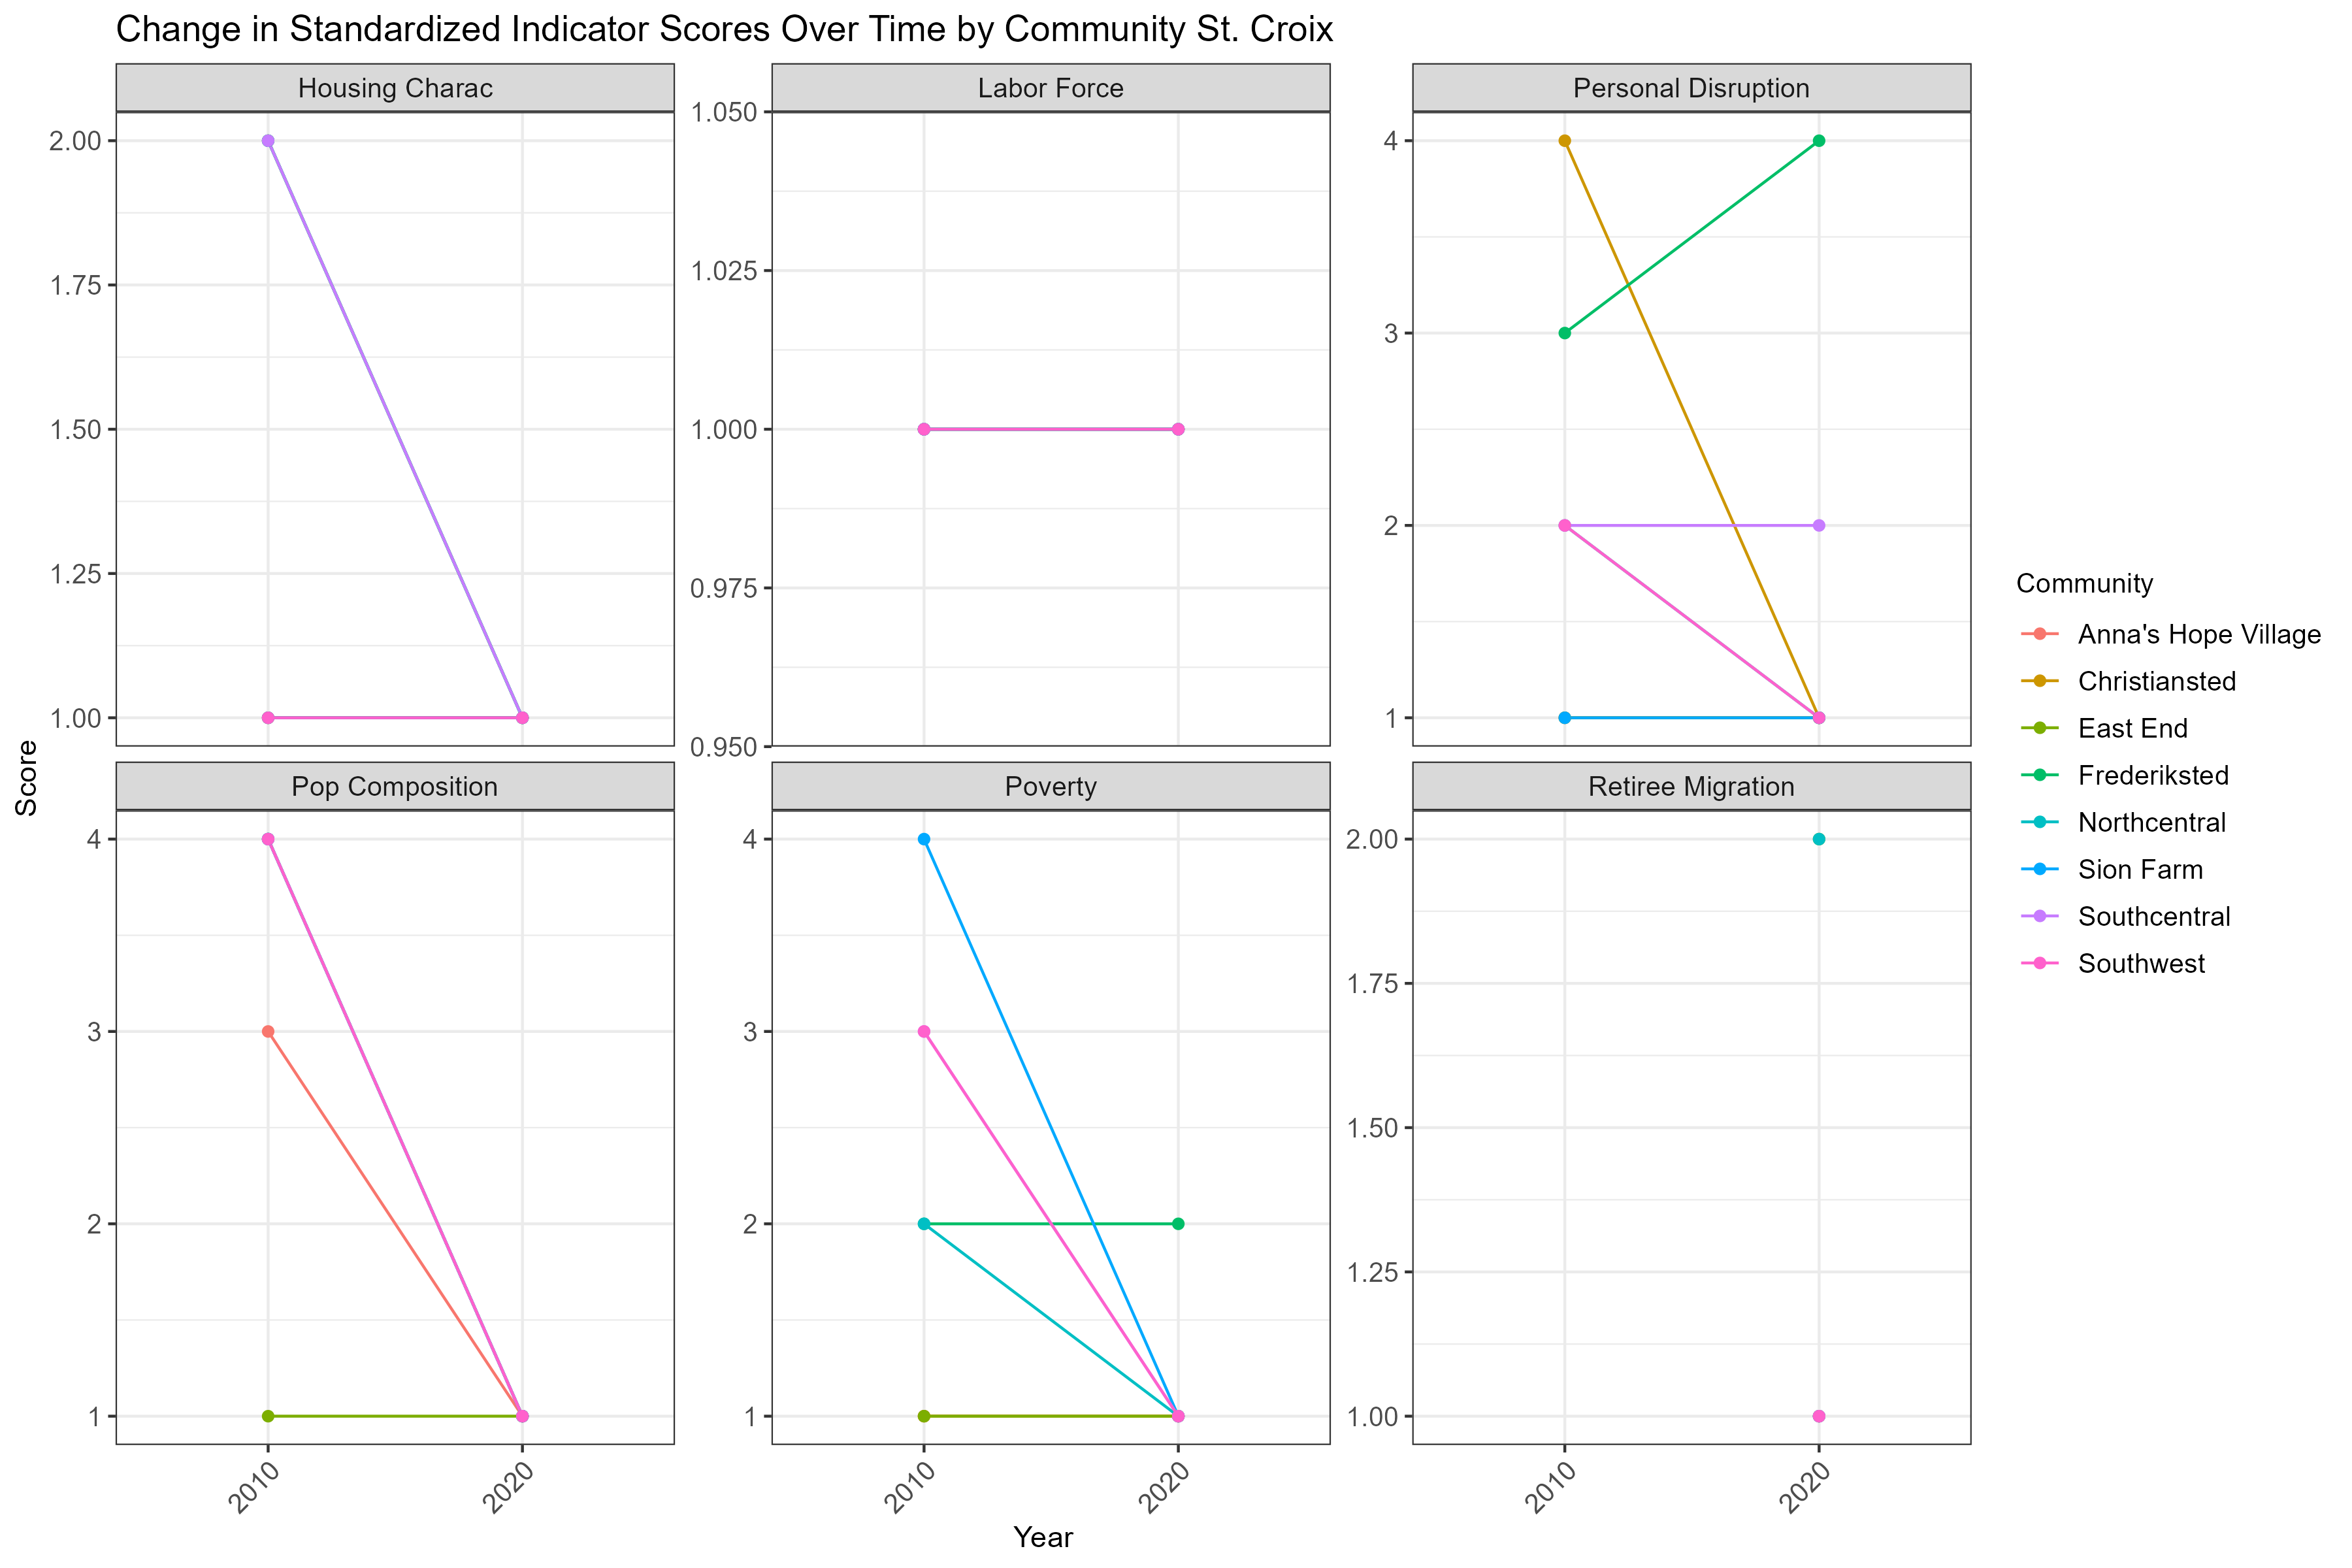 Change in Standardized Indicator Scores Over Time by Community St. Croix
Housing Charac
Labor Force
Personal Disruption
2.00
1.75
1.50
1.25
1.00
1.050
1.025
1.000
0.975
0.950
4
3
2
1
Score
Pop Composition
Poverty
Retiree Migration
4
3
2
1
4
3
2
1
2.00
1.75
1.50
1.25
1.00
2010
2020
2010
2020
2010
2020
Year
Community
Anna's Hope Village
Christiansted
East End
Frederiksted
Northcentral
Sion Farm
Southcentral
Southwest